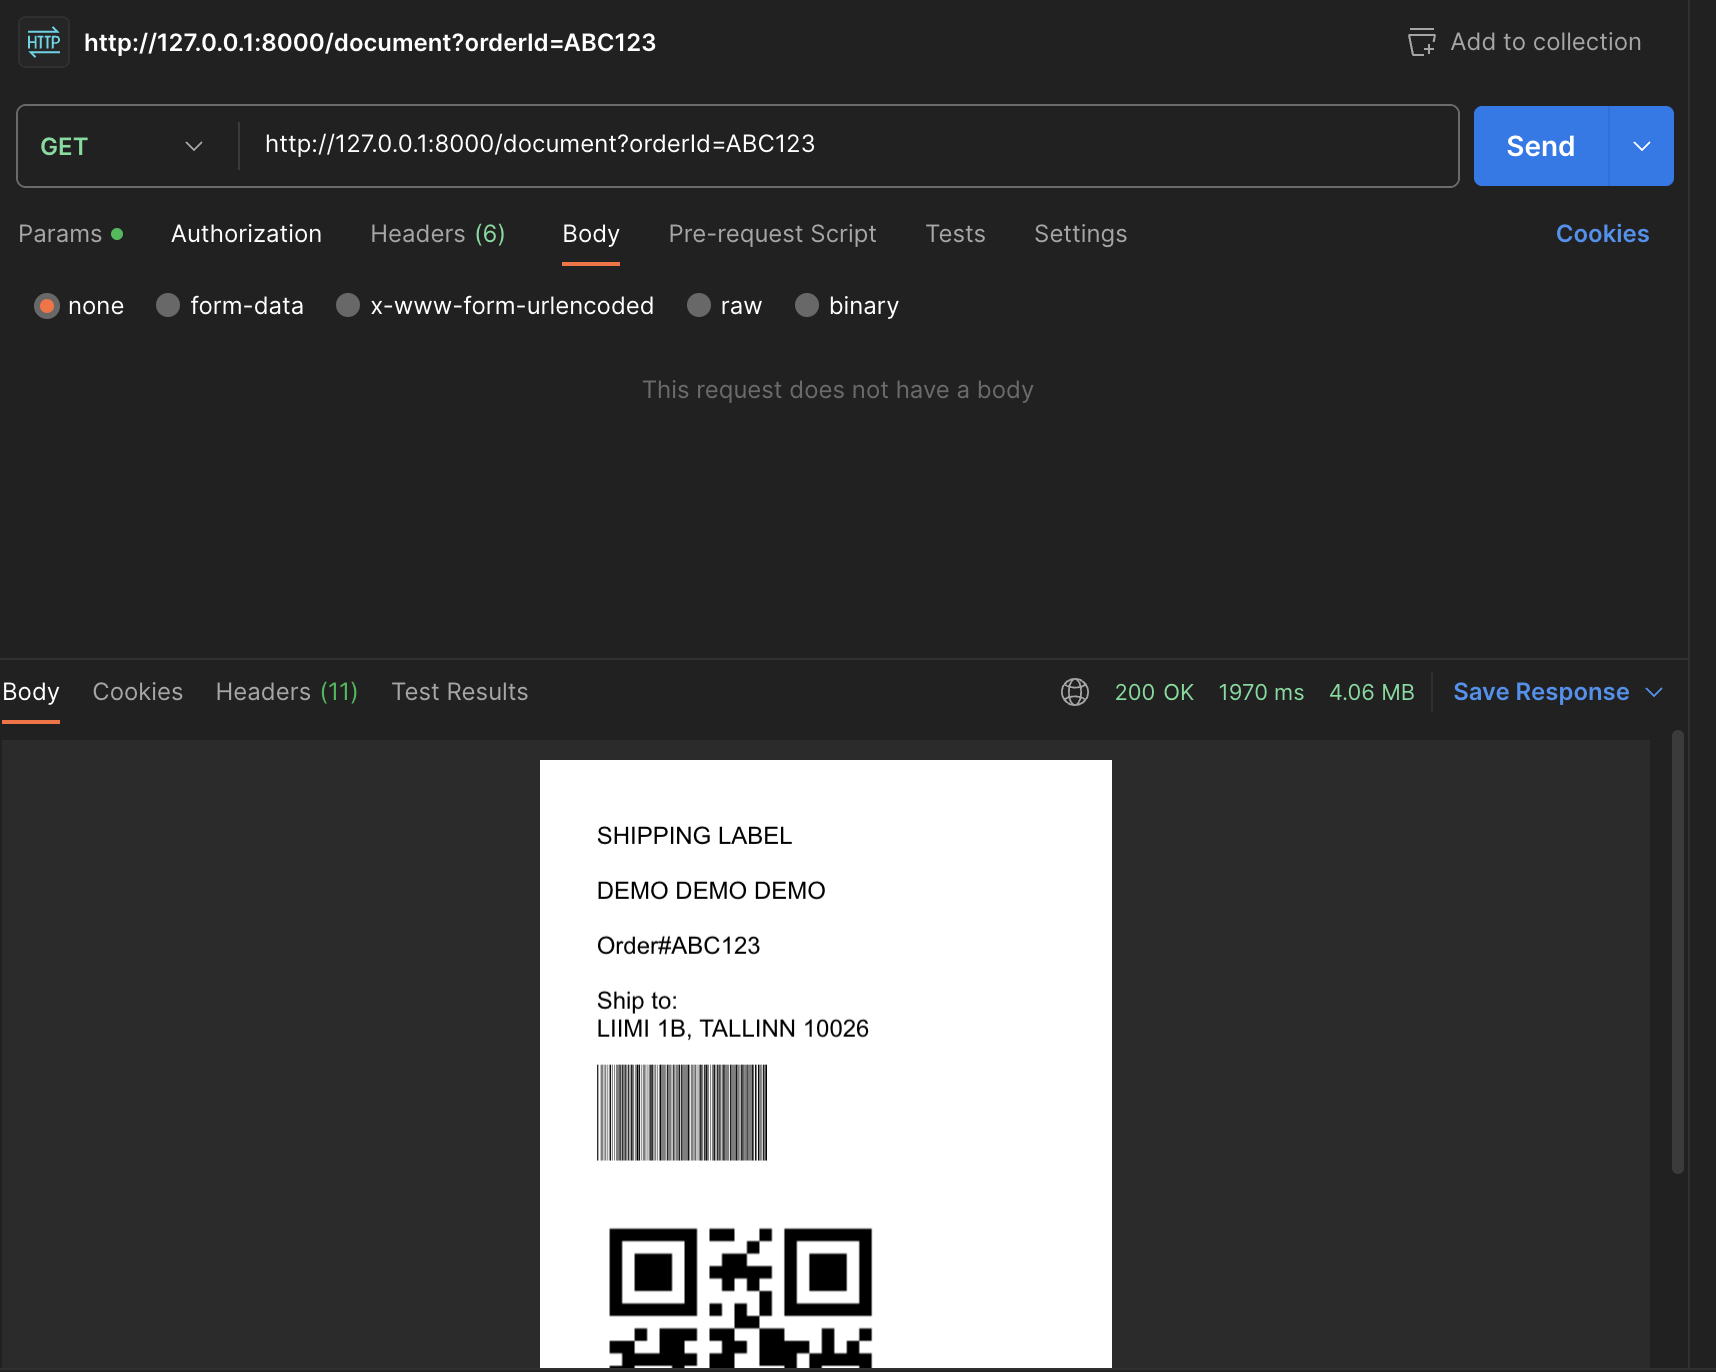 HTTP http://127.0.0.1:8000/document?orderId=ABC123 Add to collection
GET http://127.0.0.1:8000/document?orderId=ABC123 Send
Params Authorization Headers (6) Body Pre-request Script Tests Settings Cookies
none form-data x-www-form-urlencoded raw binary
This request does not have a body
Body Cookies Headers (11) Test Results 200 OK 1970 ms 4.06 MB Save Response
SHIPPING LABEL
DEMO DEMO DEMO
Order#ABC123
Ship to:
LIIMI 1B, TALLINN 10026